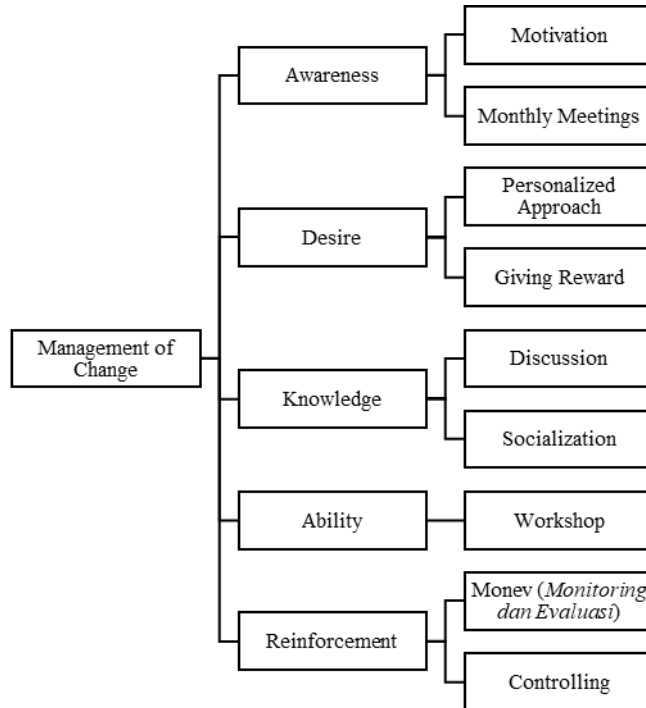 Motivation
Awareness
Monthly Meetings
Personalized
Approach
Desire
Giving Reward
Management of
Change
Discussion
Knowledge
Socialization
Ability
Workshop
Monev (Monitoring
dan Evaluasi)
Reinforcement
Controlling